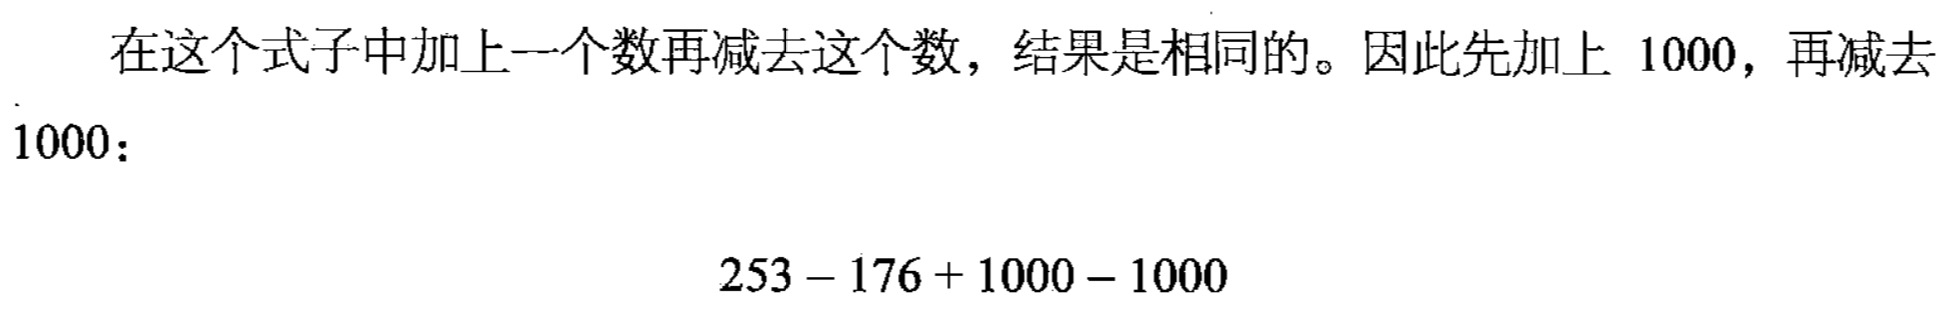 在这个式子中加上一个数再减去这个数，结果是相同的。因此先加上 1000，再减去
1000：
253 – 176 + 1000 – 1000